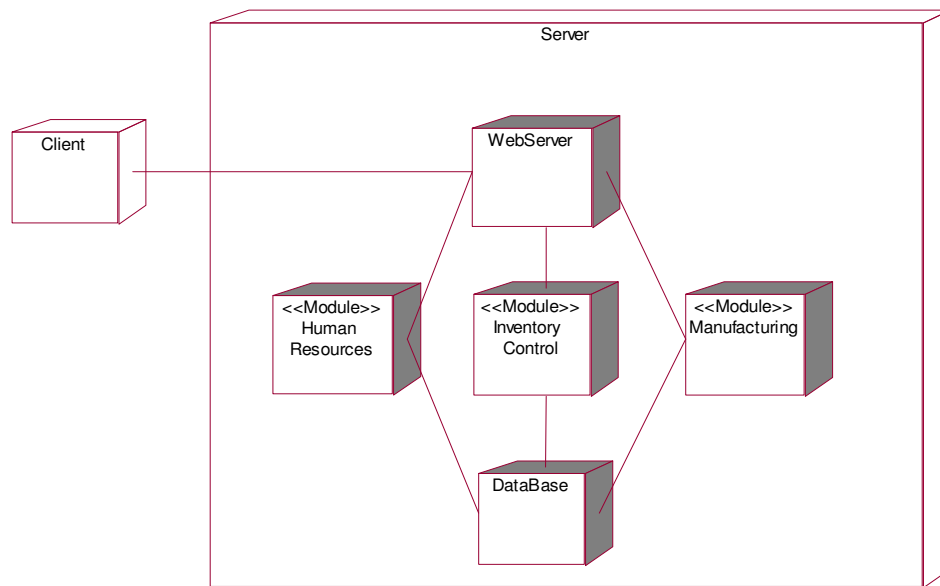 Server
Client
WebServer
<<Module>>
Human
Resources
<<Module>>
Inventory
Control
<<Module>>
Manufacturing
DataBase